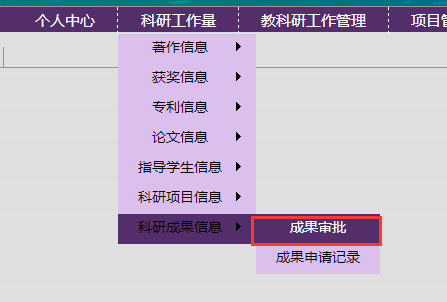 个人中心 科研工作量 教科研工作管理 项目管
著作信息
获奖信息
专利信息
论文信息
指导学生信息
科研项目信息
科研成果信息 成果审批
成果申请记录